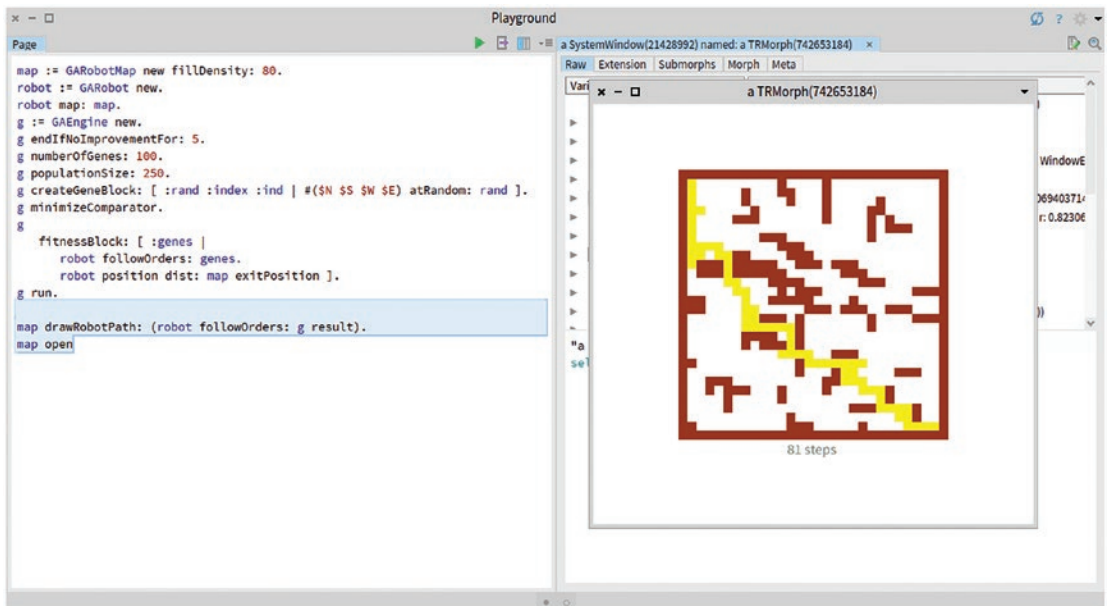 Playground
Page
a SystemWindow(21428992) named: a TRMorph(742653184) ×
Raw Extension Submorphs Morph Meta
map := GARobotMap new fillDensity: 80.
robot := GARobot new.
robot map: map.
g := GAEngine new.
g endIfNoImprovementFor: 5.
g numberOfGenes: 100.
g populationSize: 250.
g createGeneBlock: [ :rand :index :ind | #($N $S $W $E) atRandom: rand ].
g minimizeComparator.
g
fitnessBlock: [ :genes |
robot followOrders: genes.
robot position dist: map exitPosition ].
g run.
map drawRobotPath: (robot followOrders: g result).
map open
Vari
a TRMorph(742653184)
WindowE
06940371
r: 0.82306
))
"a
sel
81 steps